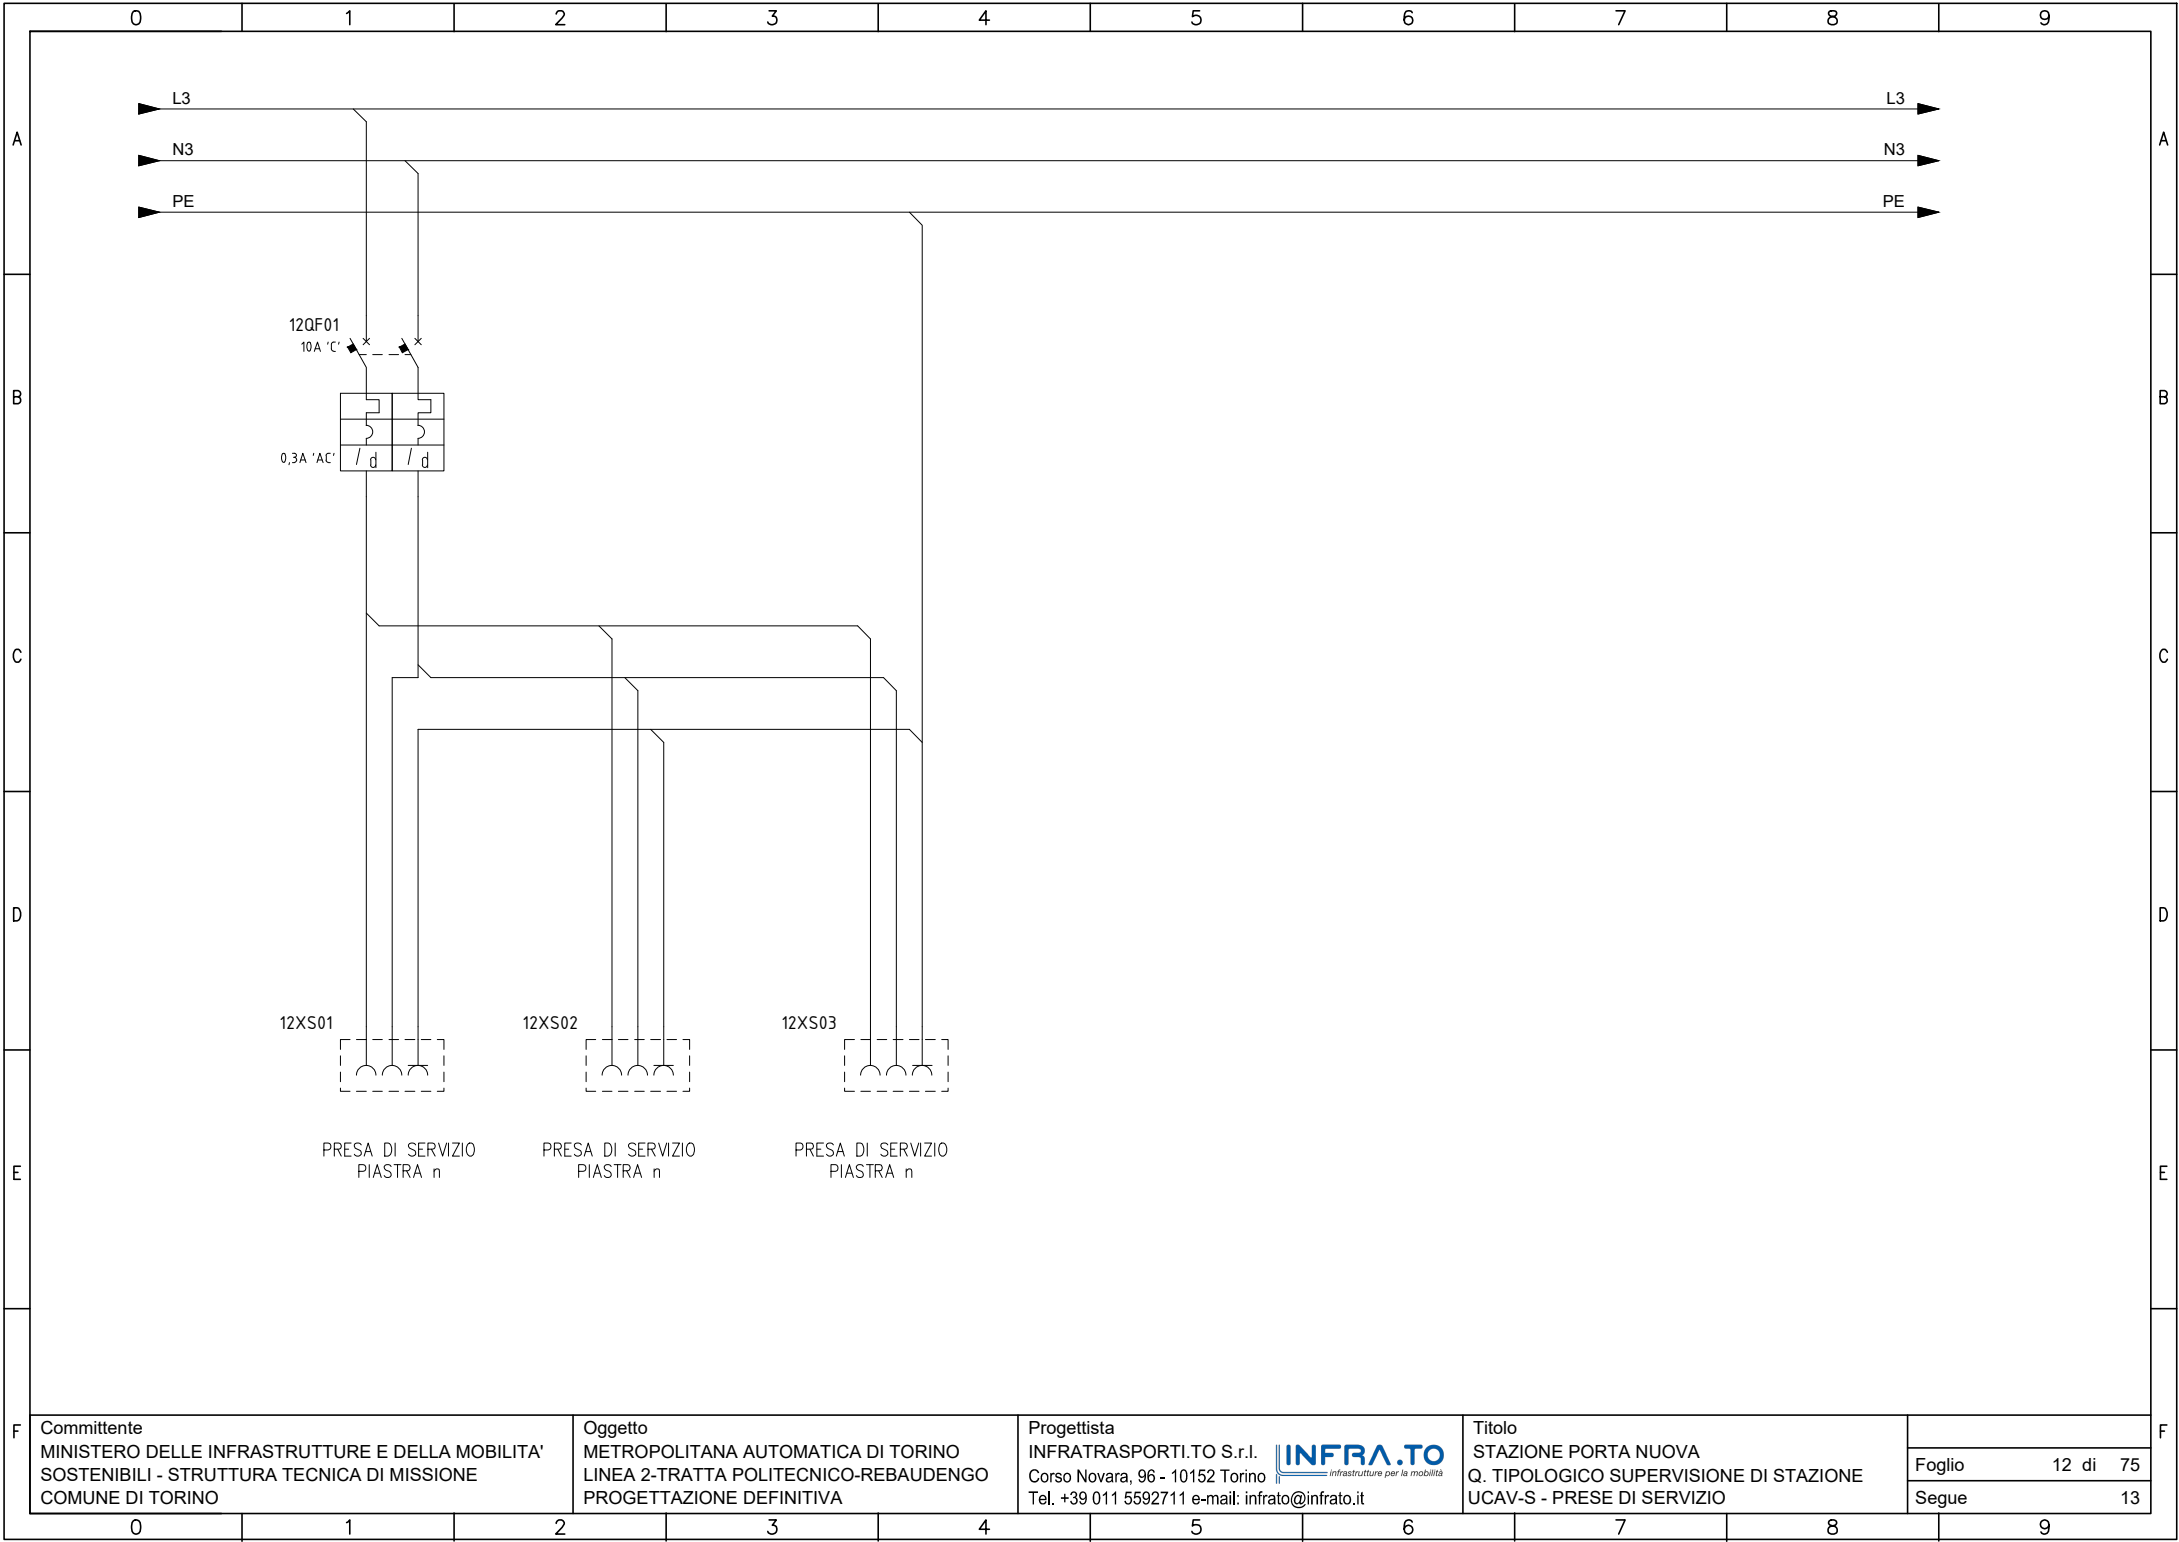 0 1 2 3 4 5 6 7 8 9
L3 L3
A A
N3 N3
PE PE
12QF01
10A 'C'
B B
0,3A 'AC' / d / d
C C
D D
12XS01 12XS02 12XS03
PRESA DI SERVIZIO PRESA DI SERVIZIO PRESA DI SERVIZIO
PIASTRA n PIASTRA n PIASTRA n
E E
F F
Committente
MINISTERO DELLE INFRASTRUTTURE E DELLA MOBILITA'
SOSTENIBILI - STRUTTURA TECNICA DI MISSIONE
COMUNE DI TORINO
Oggetto
METROPOLITANA AUTOMATICA DI TORINO
LINEA 2-TRATTA POLITECNICO-REBAUDENGO
PROGETTAZIONE DEFINITIVA
Progettista
INFRATRASPORTI.TO S.r.l.
Corso Novara, 96 - 10152 Torino
Tel. +39 011 5592711 e-mail: infrato@infrato.it
INFRA.TO
infrastrutture per la mobilità
Titolo
STAZIONE PORTA NUOVA
Q. TIPOLOGICO SUPERVISIONE DI STAZIONE
UCAV-S - PRESE DI SERVIZIO
Foglio 12 di 75
Segue 13
0 1 2 3 4 5 6 7 8 9